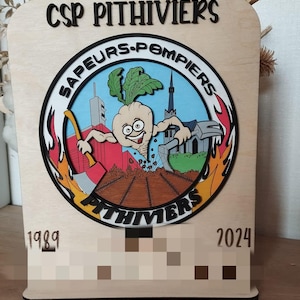 CSP PITHIVIERS
SAPEURS-POMPIERS
PITHIVIERS
1989 2024